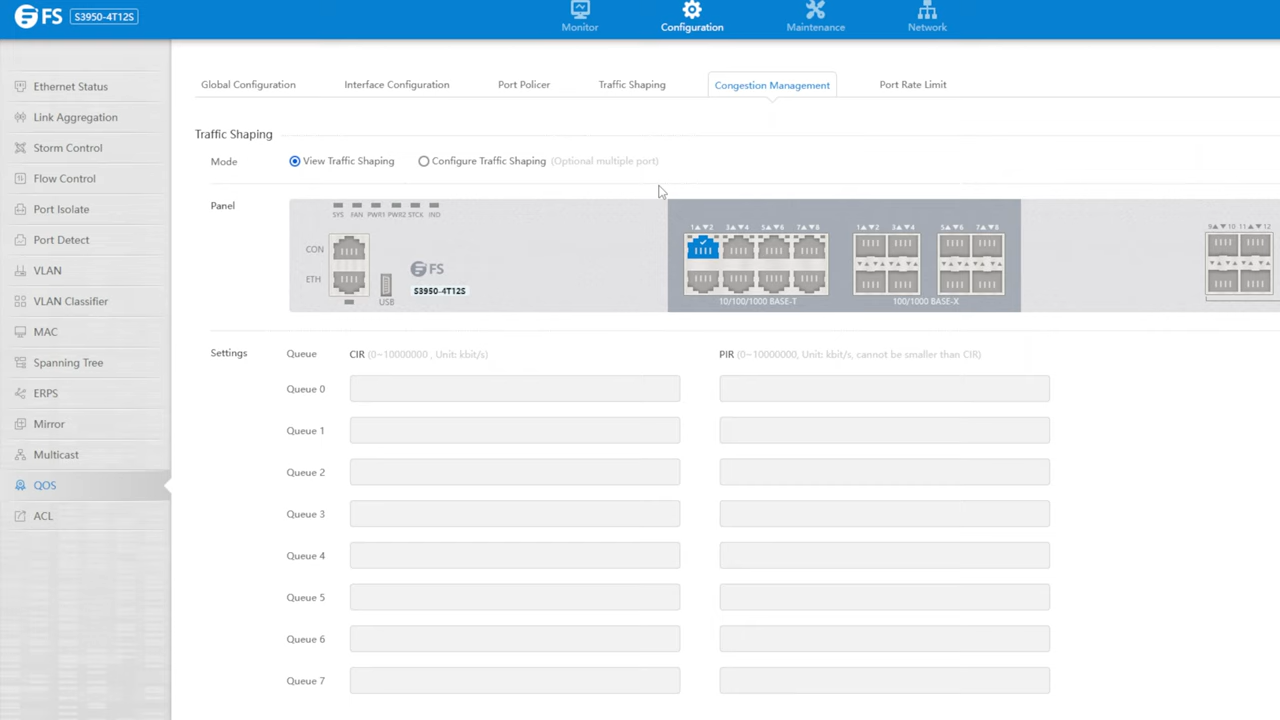 FS S3950-4T12S
Monitor
Configuration
Maintenance
Network
Ethernet Status
Link Aggregation
Storm Control
Flow Control
Port Isolate
Port Detect
VLAN
VLAN Classifier
MAC
Spanning Tree
ERPS
Mirror
Multicast
QOS
ACL
Global Configuration
Interface Configuration
Port Policer
Traffic Shaping
Congestion Management
Port Rate Limit
Traffic Shaping
Mode
View Traffic Shaping
Configure Traffic Shaping (Optional multiple port)
Panel
SYS FAN PWR1 PWR2 STCK IND
CON
ETH
USB
FS
S3950-4T12S
1▲▼2 3▲▼4 5▲▼6 7▲▼8
10/100/1000 BASE-T
1▲▼2 3▲▼4 5▲▼6 7▲▼8
100/1000 BASE-X
9▲▼10 11▲▼12
Settings
Queue
CIR (0~10000000 , Unit: kbit/s)
PIR (0~10000000, Unit: kbit/s, cannot be smaller than CIR)
Queue 0
Queue 1
Queue 2
Queue 3
Queue 4
Queue 5
Queue 6
Queue 7